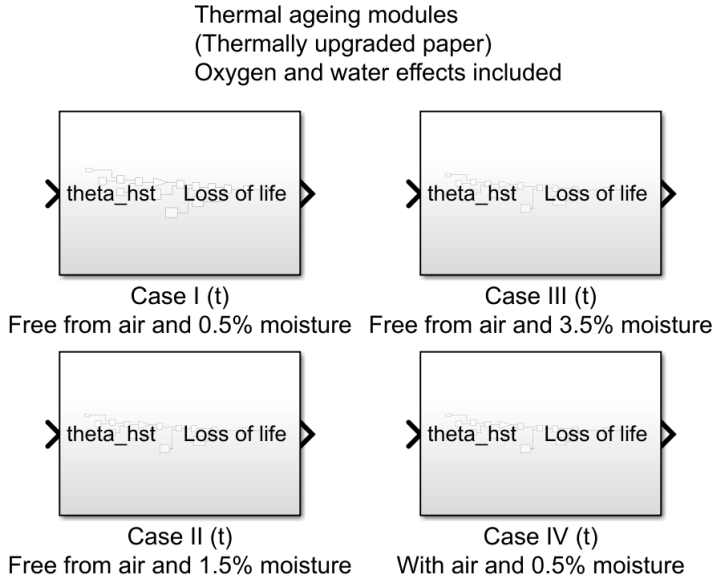 Thermal ageing modules
(Thermally upgraded paper)
Oxygen and water effects included
theta_hst Loss of life
Case I (t)
Free from air and 0.5% moisture
theta_hst Loss of life
Case III (t)
Free from air and 3.5% moisture
theta_hst Loss of life
Case II (t)
Free from air and 1.5% moisture
theta_hst Loss of life
Case IV (t)
With air and 0.5% moisture